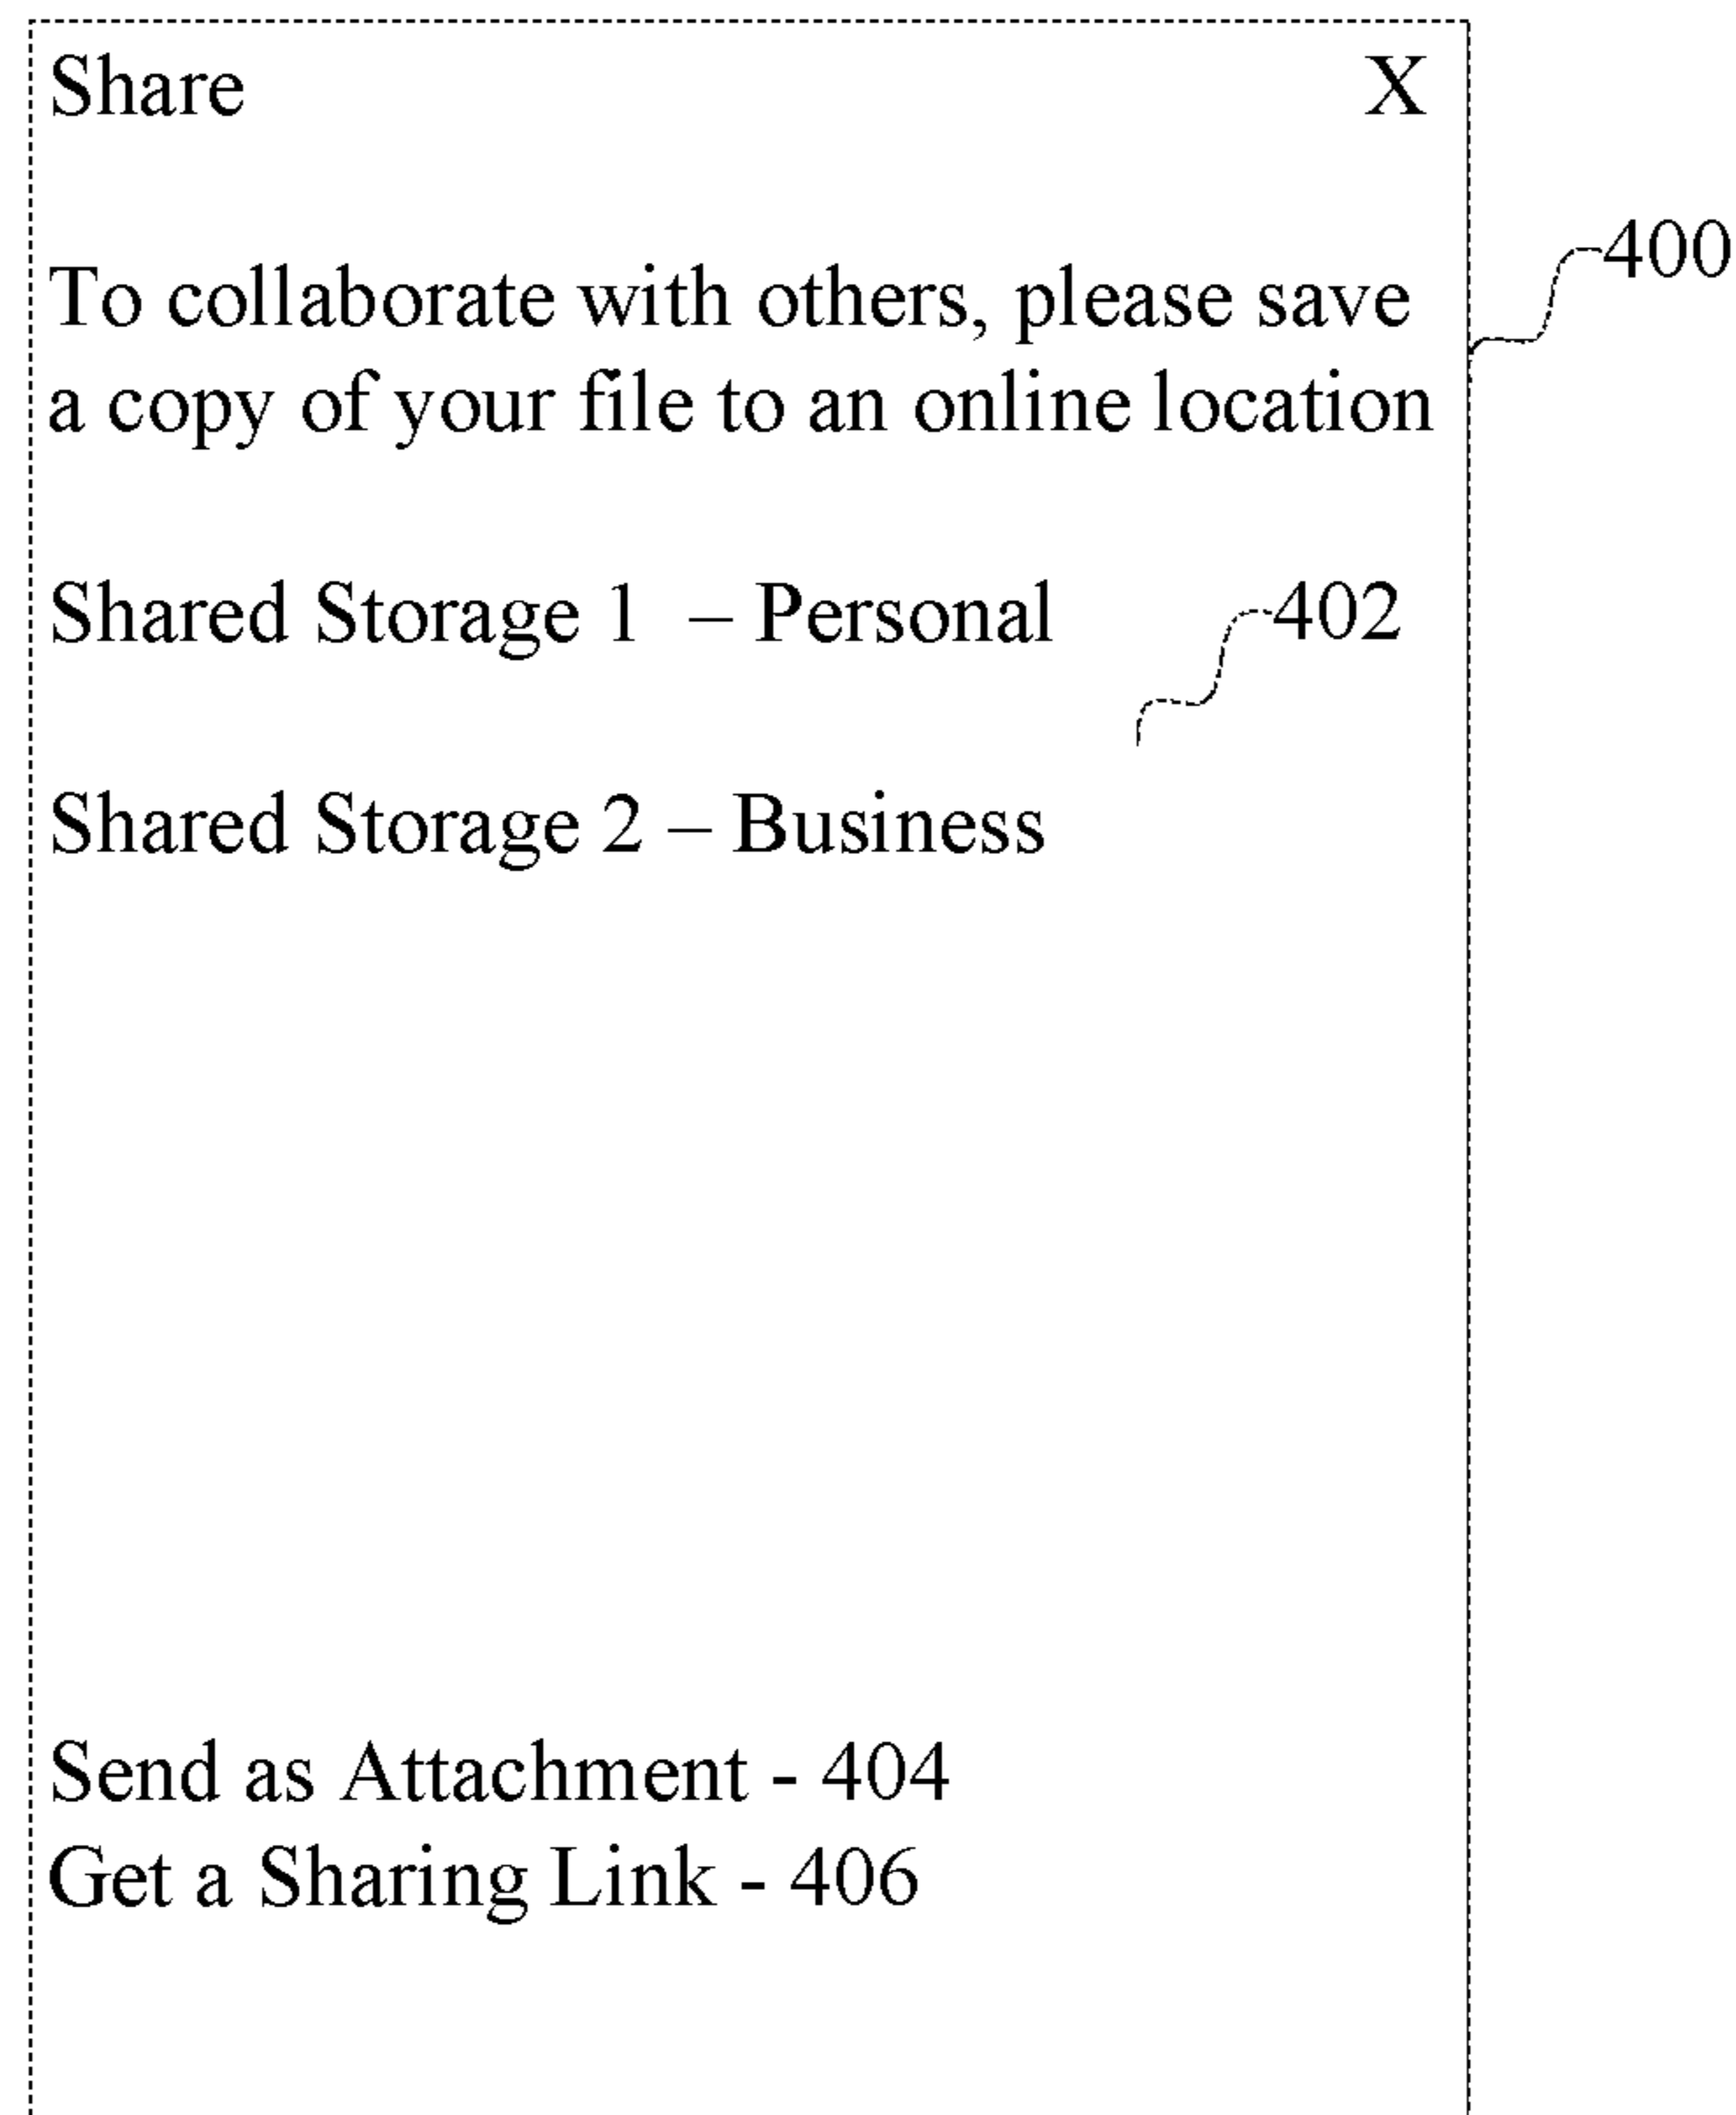 Share X
400
To collaborate with others, please save
a copy of your file to an online location
Shared Storage 1 – Personal
402
Shared Storage 2 – Business
Send as Attachment - 404
Get a Sharing Link - 406